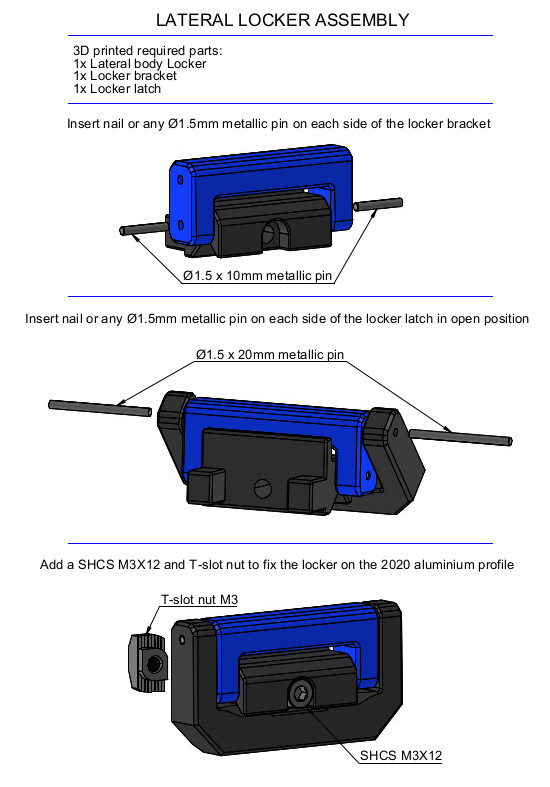 LATERAL LOCKER ASSEMBLY
3D printed required parts:
1x Lateral body Locker
1x Locker bracket
1x Locker latch
Insert nail or any Ø1.5mm metallic pin on each side of the locker bracket
Ø1.5 x 10mm metallic pin
Insert nail or any Ø1.5mm metallic pin on each side of the locker latch in open position
Ø1.5 x 20mm metallic pin
Add a SHCS M3X12 and T-slot nut to fix the locker on the 2020 aluminium profile
T-slot nut M3
SHCS M3X12